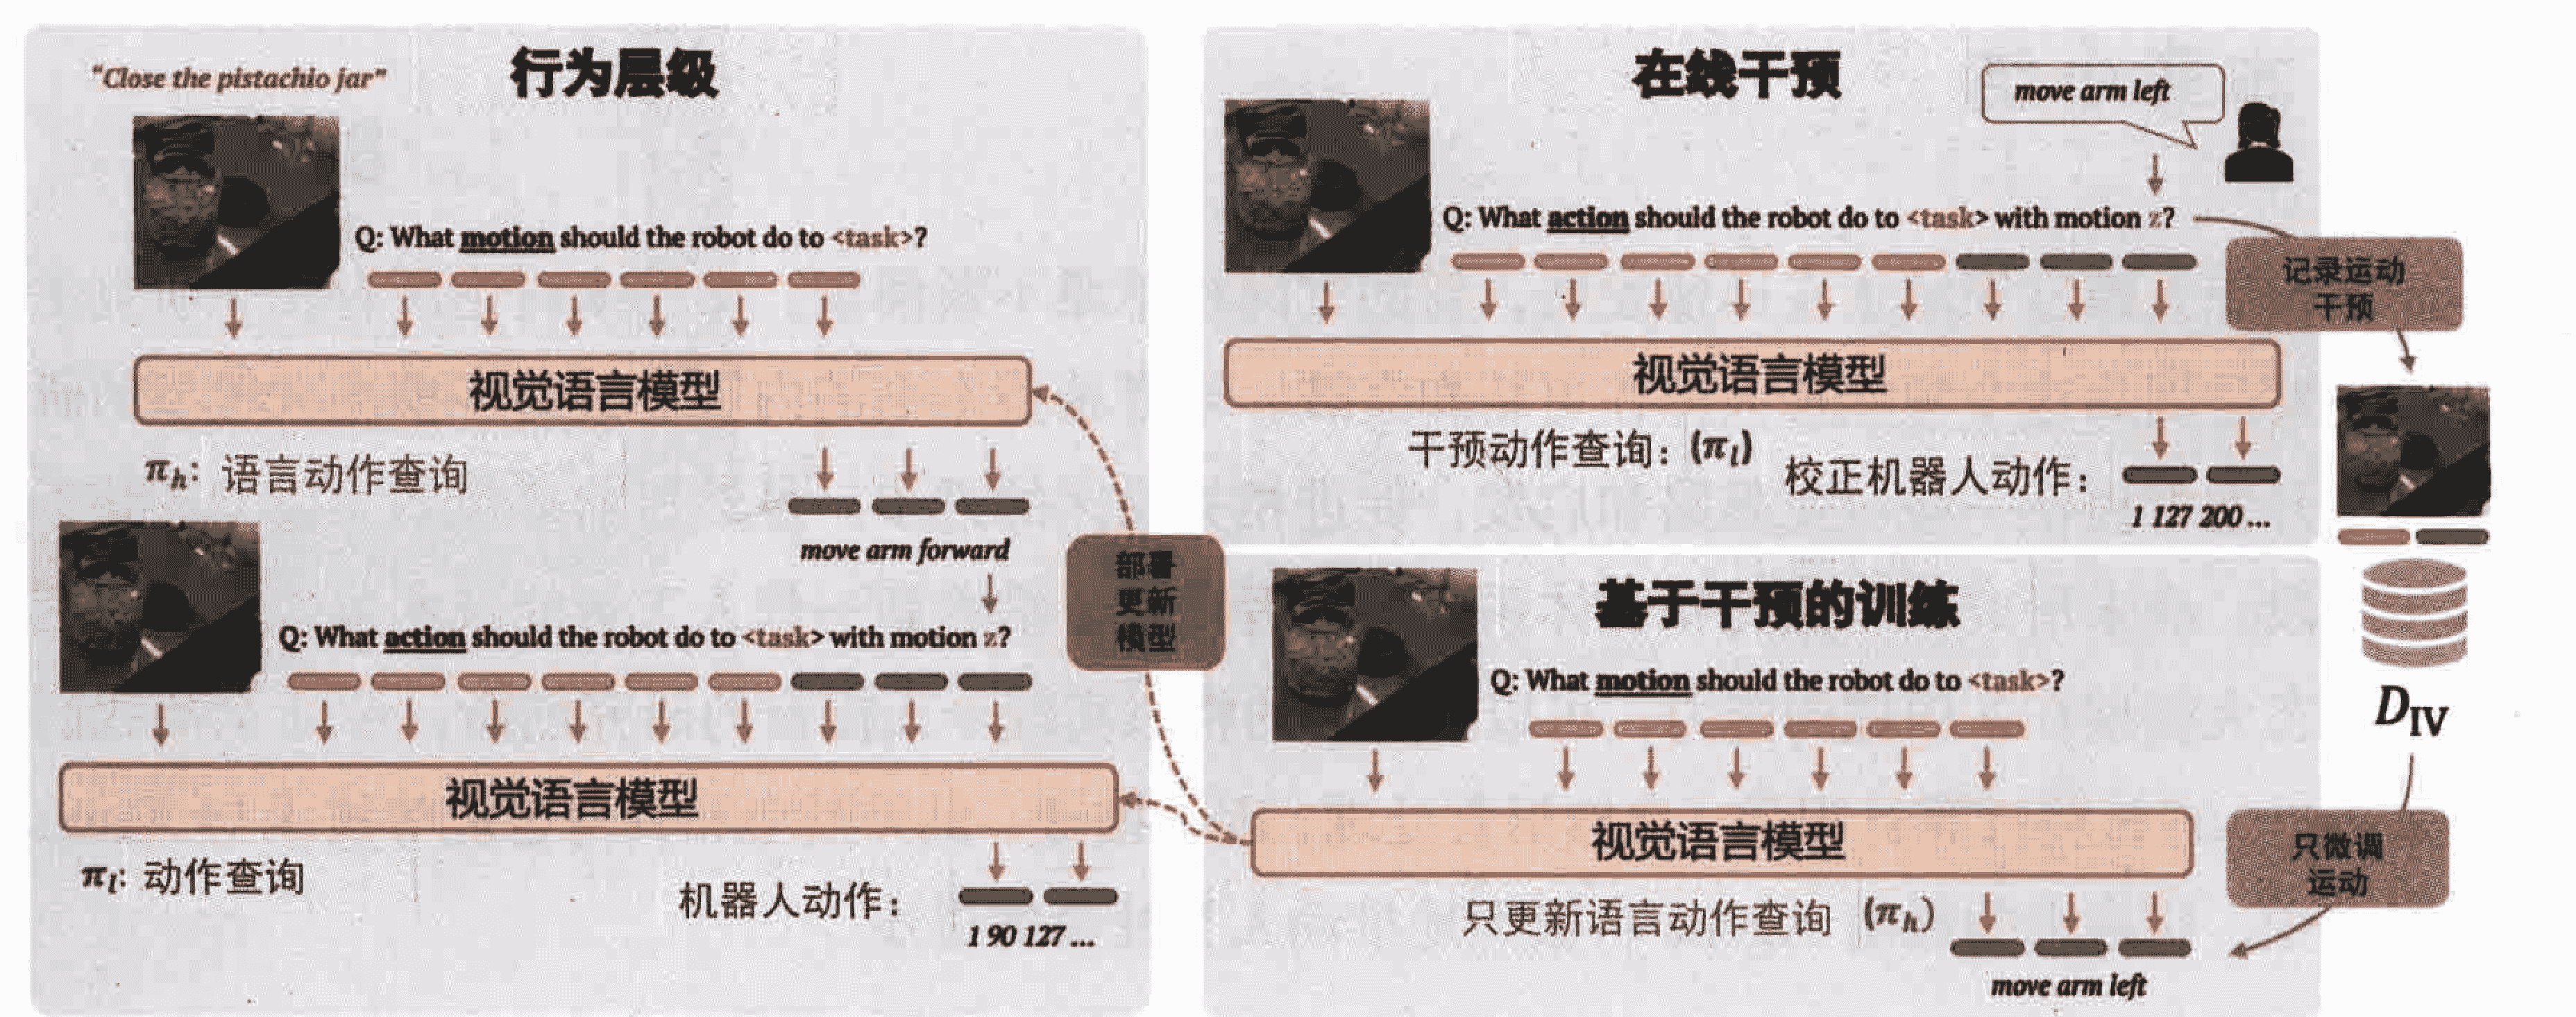 行为层级
"Close the pistachio jar"
Q: What motion should the robot do to <task>?
视觉语言模型
πh: 语言动作查询
move arm forward
Q: What action should the robot do to <task> with motion z?
视觉语言模型
πl: 动作查询
机器人动作：
1 90 127 ...
部署
更新
模型
在线干预
move arm left
Q: What action should the robot do to <task> with motion z?
记录运动
干预
视觉语言模型
干预动作查询：(πl)
校正机器人动作：
1 127 200 ...
DIV
基于干预的训练
Q: What motion should the robot do to <task>?
视觉语言模型
只微调
运动
只更新语言动作查询 (πh)
move arm left